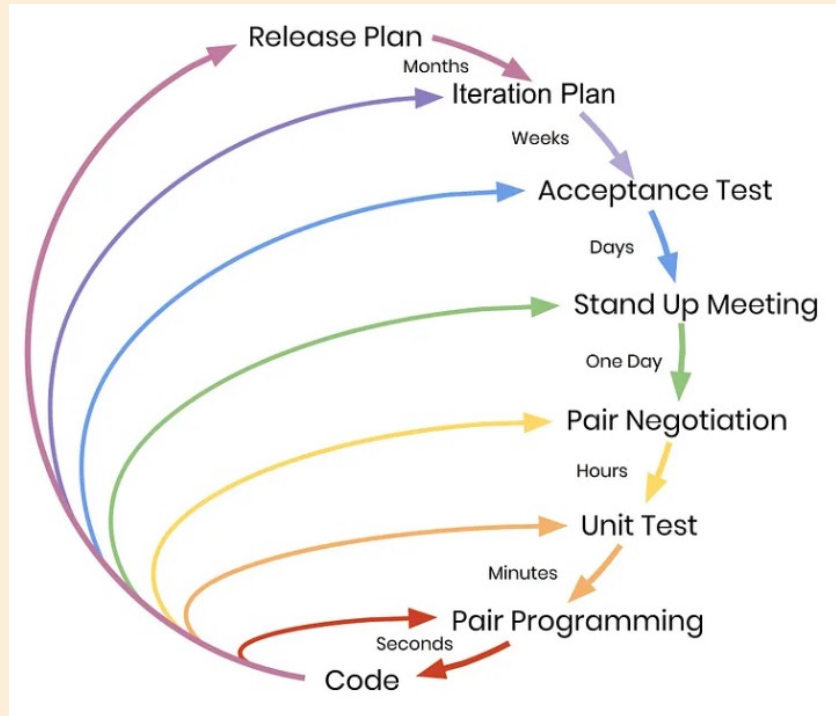 Release Plan
Months
Iteration Plan
Weeks
Acceptance Test
Days
Stand Up Meeting
One Day
Pair Negotiation
Hours
Unit Test
Minutes
Pair Programming
Seconds
Code